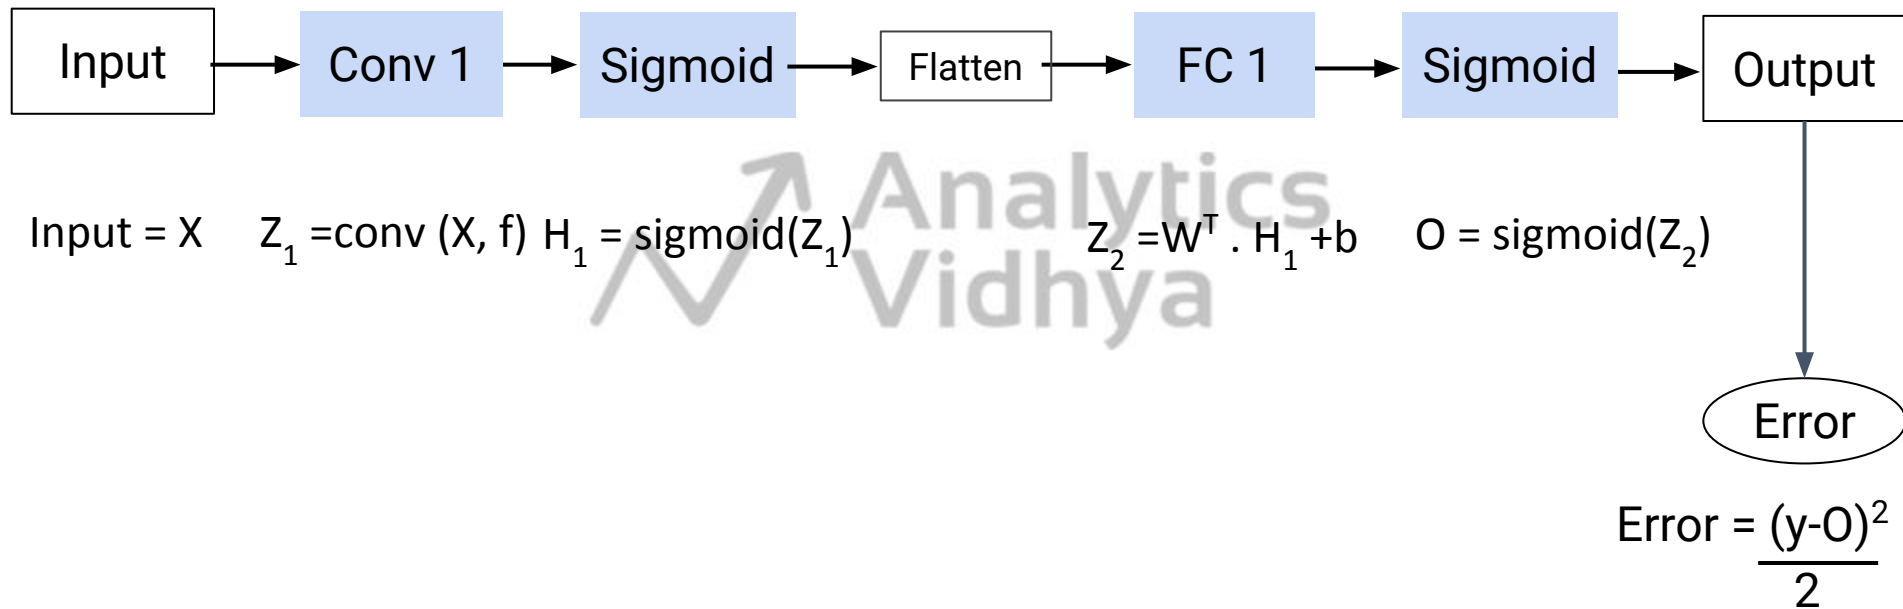 Input
Conv 1
Sigmoid
Flatten
FC 1
Sigmoid
Output
Analytics
Vidhya
Input = X
Z₁ =conv (X, f)
H₁ = sigmoid(Z₁)
Z₂ =Wᵀ . H₁ +b
O = sigmoid(Z₂)
Error
Error = (y-O)²
2